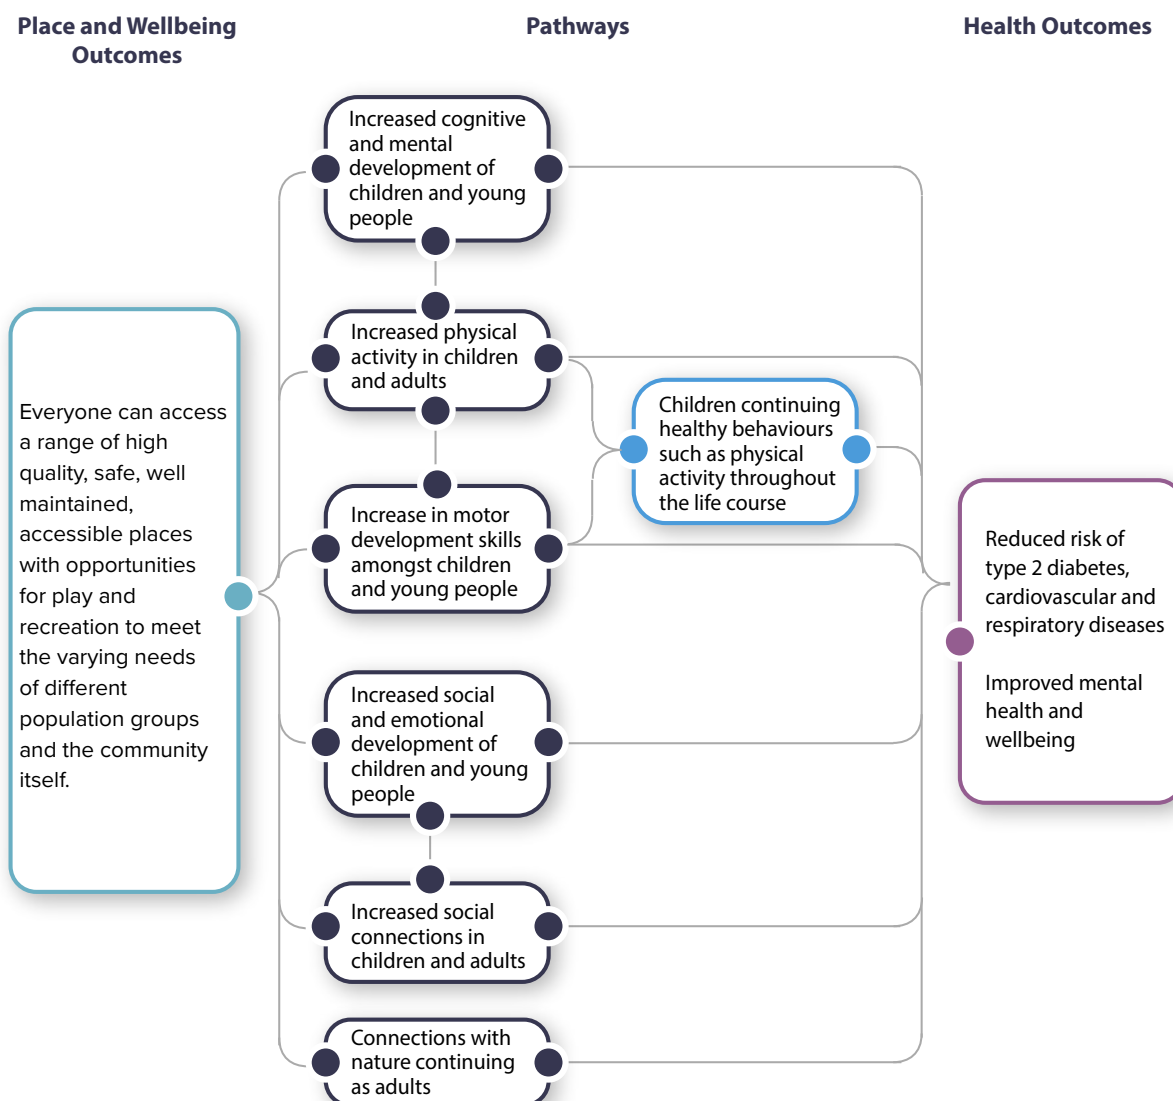 Place and Wellbeing
Outcomes
Pathways
Health Outcomes
Everyone can access
a range of high
quality, safe, well
maintained,
accessible places
with opportunities
for play and
recreation to meet
the varying needs
of different
population groups
and the community
itself.
Increased cognitive
and mental
development of
children and young
people
Increased physical
activity in children
and adults
Increase in motor
development skills
amongst children
and young people
Increased social
and emotional
development of
children and young
people
Increased social
connections in
children and adults
Connections with
nature continuing
as adults
Children continuing
healthy behaviours
such as physical
activity throughout
the life course
Reduced risk of
type 2 diabetes,
cardiovascular and
respiratory diseases
Improved mental
health and
wellbeing